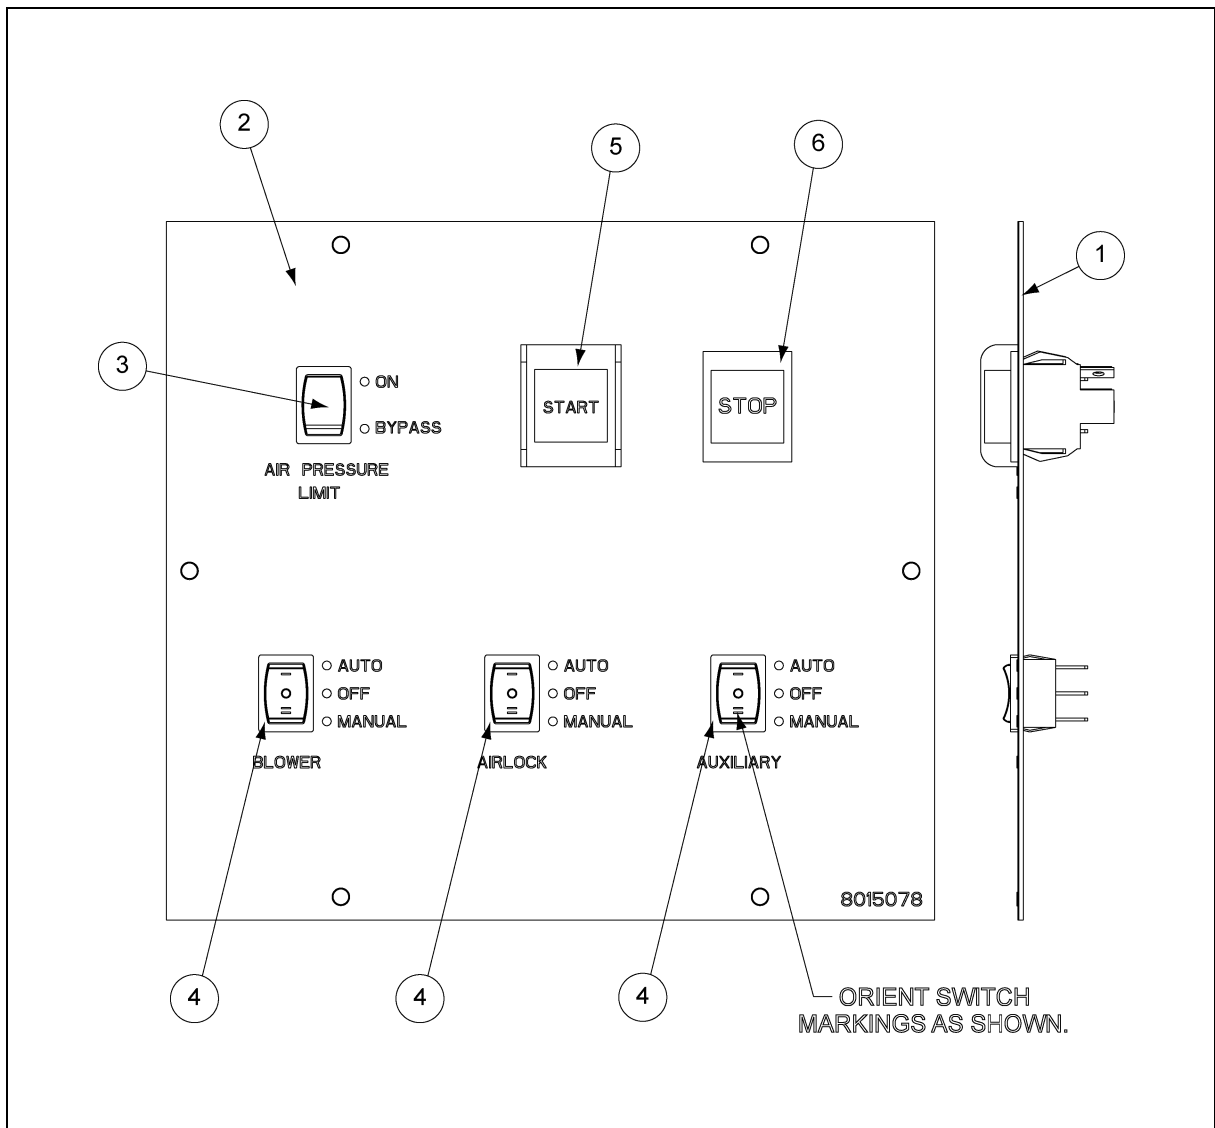 2
5
6
1
3
ON
BYPASS
AIR PRESSURE
LIMIT
START
STOP
AUTO
OFF
MANUAL
BLOWER
AUTO
OFF
MANUAL
AIRLOCK
AUTO
OFF
MANUAL
AUXILIARY
8015078
4
4
4
ORIENT SWITCH
MARKINGS AS SHOWN.